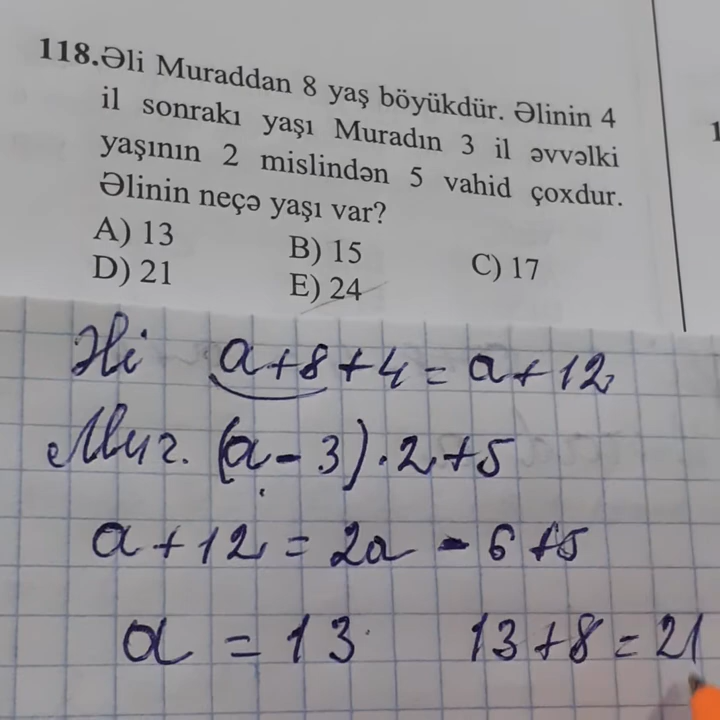 118.Əli Muraddan 8 yaş böyükdür. Əlinin 4
il sonrakı yaşı Muradın 3 il əvvəlki
yaşının 2 mislindən 5 vahid çoxdur.
Əlinin neçə yaşı var?
A) 13 B) 15 C) 17
D) 21 E) 24
a+8+4=a+12
(a-3)·2+5
a+12=2a-6+5
a=13 13+8=21